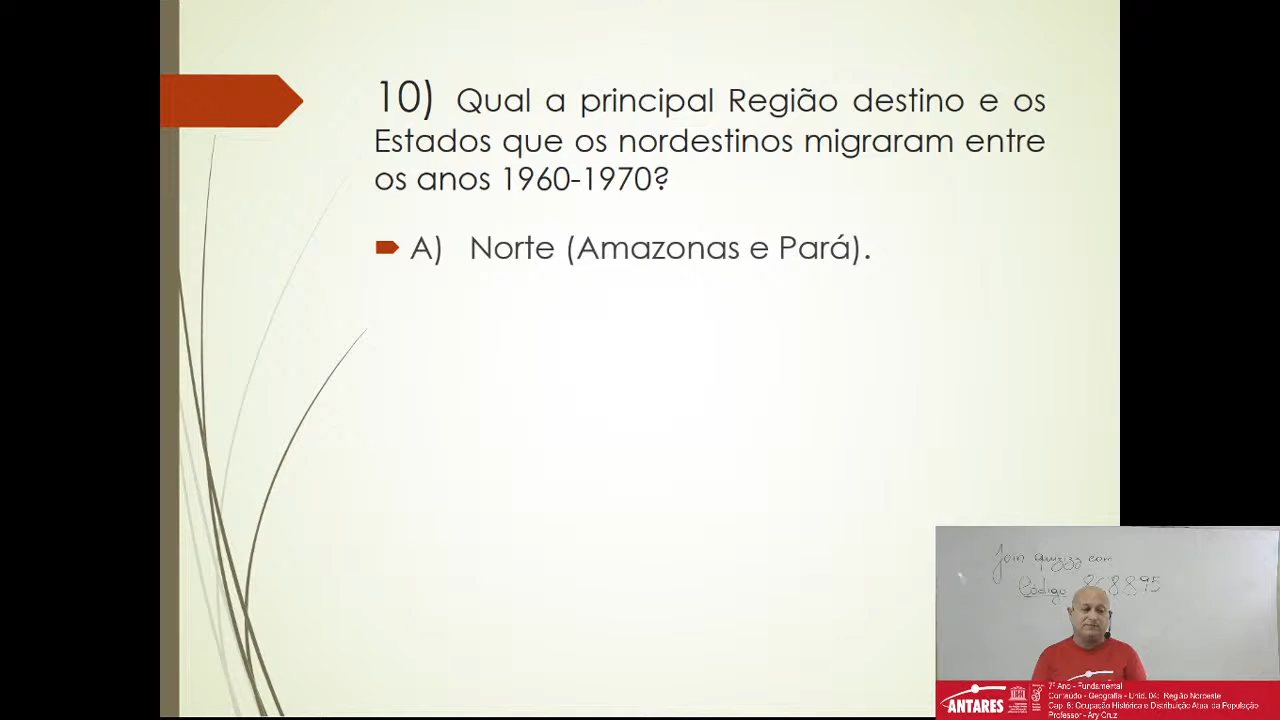 10) Qual a principal Região destino e os
Estados que os nordestinos migraram entre
os anos 1960-1970?
A) Norte (Amazonas e Pará).
Join quizizz com
Código 868895
ANTARES
7º Ano - Fundamental
Conteúdo - Geografia - Unid. 04: Região Noroeste
Cap. 8: Ocupação Histórica e Distribuição Atual da População
Professor - Ary Cruz